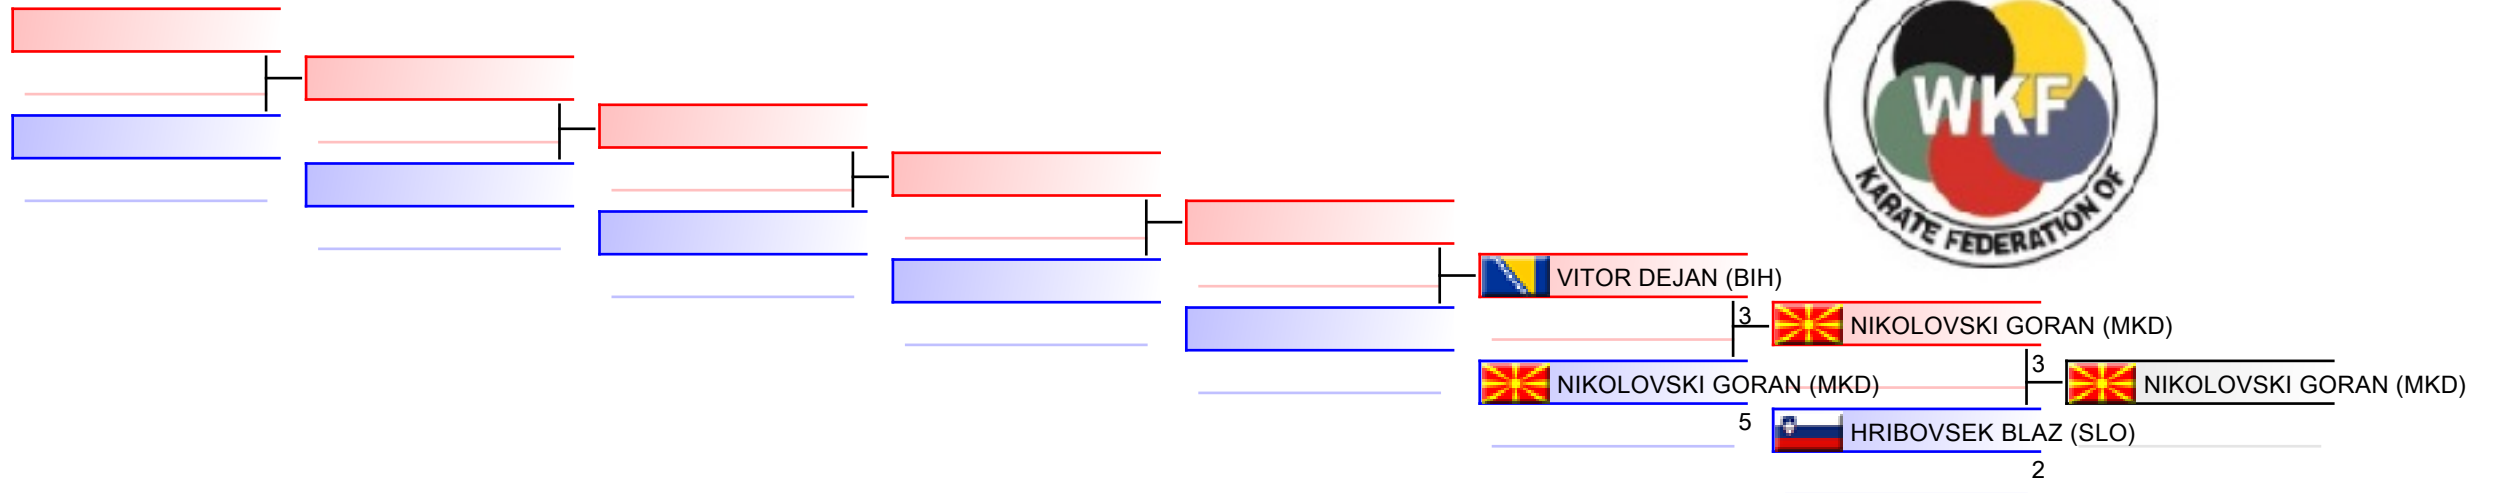 WKF
KARATE FEDERATION OF
VITOR DEJAN (BIH)
3
NIKOLOVSKI GORAN (MKD)
NIKOLOVSKI GORAN (MKD)
5
3
NIKOLOVSKI GORAN (MKD)
HRIBOVSEK BLAZ (SLO)
2